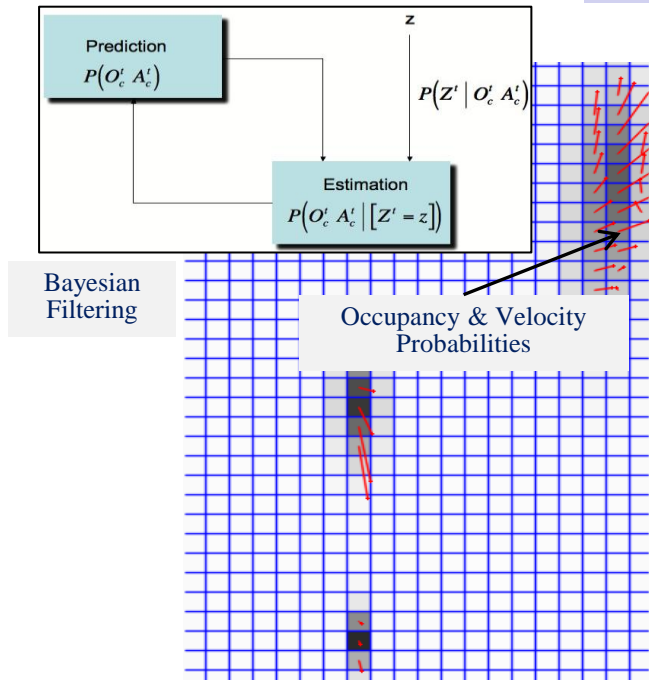 Prediction
P(O_c^t A_c^t)
z
P(Z^t | O_c^t A_c^t)
Estimation
P(O_c^t A_c^t | [Z^t = z])
Bayesian
Filtering
Occupancy & Velocity
Probabilities